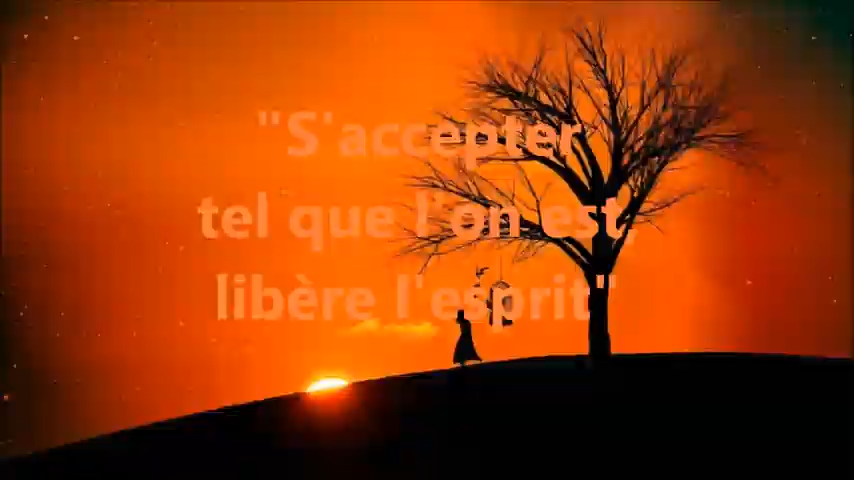 "S'accepter
tel que l'on est,
libère l'esprit"